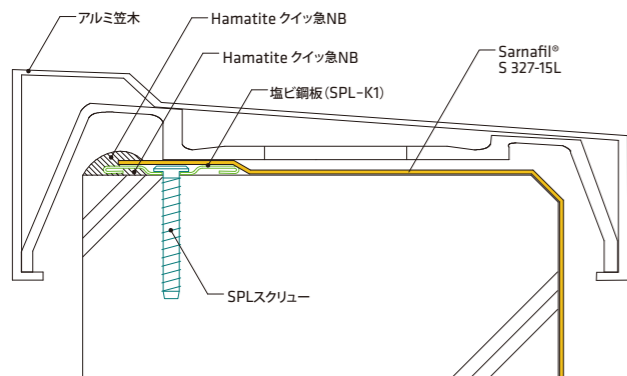 アルミ笠木
Hamatite クイッ急NB
Hamatite クイッ急NB
塩ビ鋼板（SPL-K1）
Sarnafil®
S 327-15L
SPLスクリュー